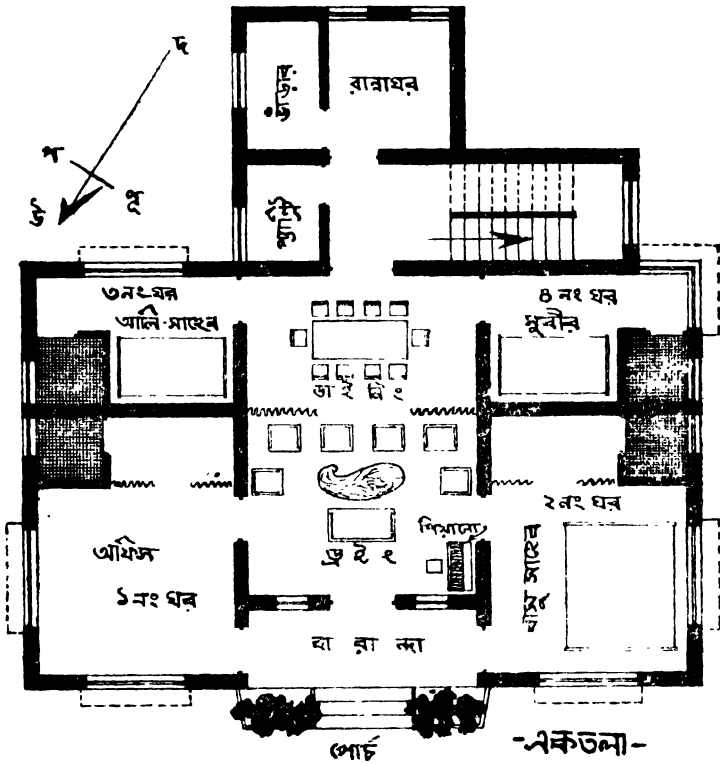 দ
ভাঁড়ার
রান্নাঘর
প
পূ
উ
প্যান্ট্রি
৩নং ঘর
আলি-সাহেব
৪ নং ঘর
সুবীর
ডাইনিং
পিয়ানো
২নং ঘর
অফিস
ড্রইং
বাসু সাহেব
১নং ঘর
বারান্দা
পোর্চ
-একতলা-